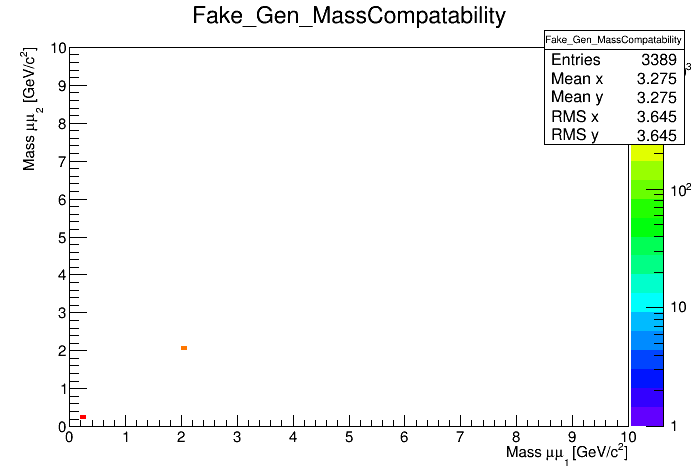 Fake_Gen_MassCompatability
Mass μμ₂ [GeV/c²]
Fake_Gen_MassCompatability
Entries 3389
Mean x 3.275
Mean y 3.275
RMS x 3.645
RMS y 3.645
10
9
8
7
6
5
4
3
2
1
0
0 1 2 3 4 5 6 7 8 9 10
Mass μμ₁ [GeV/c²]
3
10²
10
1